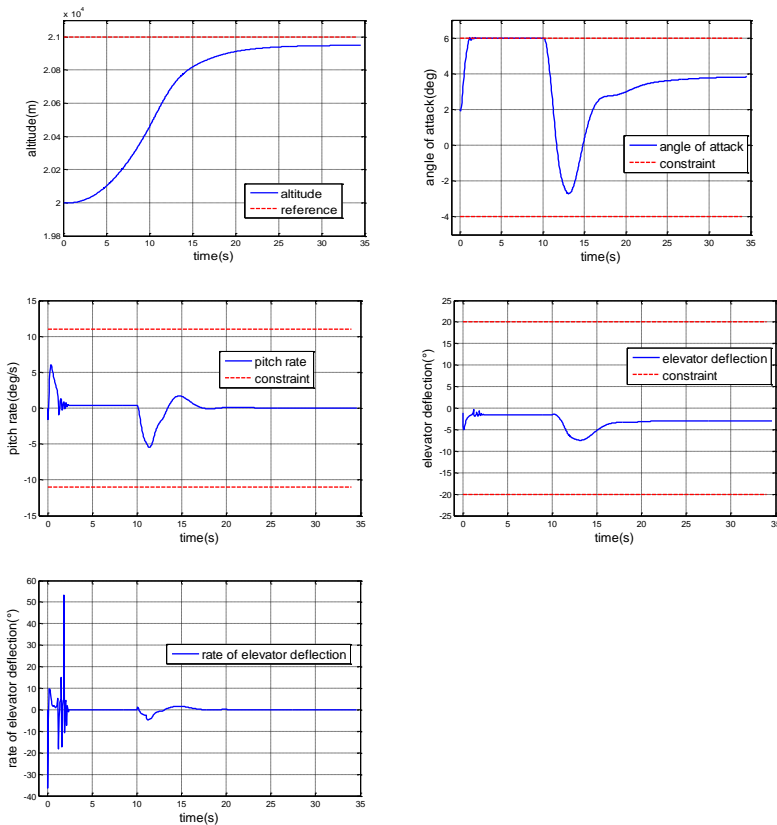 x 10⁴
2.1
2.08
2.06
2.04
2.02
2
1.98
altitude(m)
0 5 10 15 20 25 30 35
time(s)
altitude
reference
6
4
2
0
-2
-4
angle of attack(deg)
0 5 10 15 20 25 30 35
time(s)
angle of attack
constraint
15
10
5
0
-5
-10
-15
pitch rate(deg/s)
0 5 10 15 20 25 30 35
time(s)
pitch rate
constraint
25
20
15
10
5
0
-5
-10
-15
-20
-25
elevator deflection(°)
0 5 10 15 20 25 30 35
time(s)
elevator deflection
constraint
60
50
40
30
20
10
0
-10
-20
-30
-40
rate of elevator deflection(°)
0 5 10 15 20 25 30 35
time(s)
rate of elevator deflection